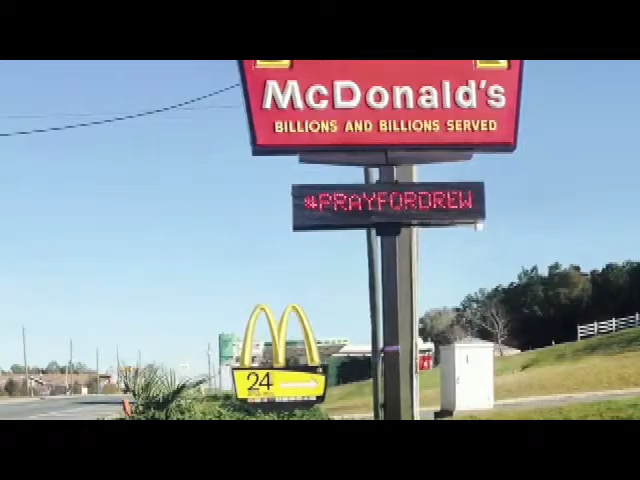 McDonald's
BILLIONS AND BILLIONS SERVED
#PRAYFORDREW
24